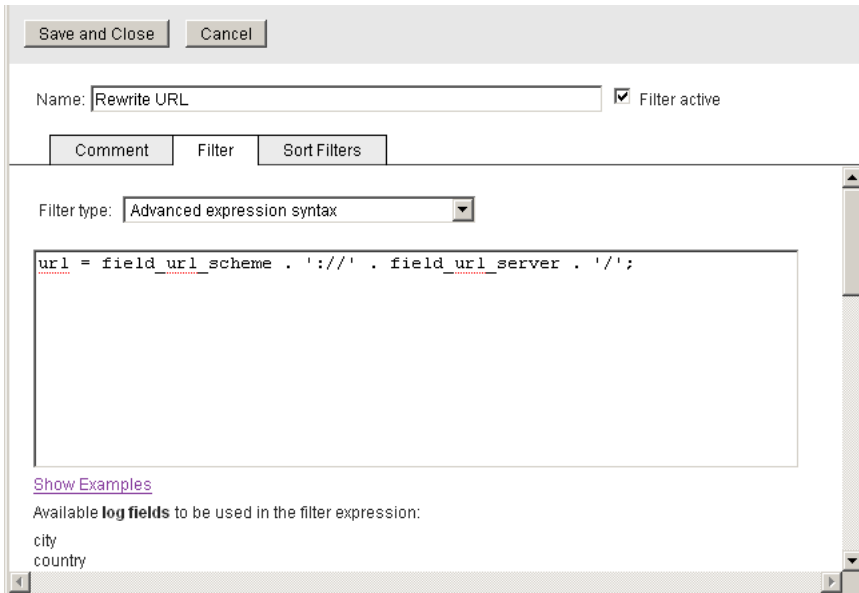 Save and Close Cancel
Name: Rewrite URL Filter active
Comment Filter Sort Filters
Filter type: Advanced expression syntax
url = field_url_scheme . '://' . field_url_server . '/';
Show Examples
Available log fields to be used in the filter expression:
city
country